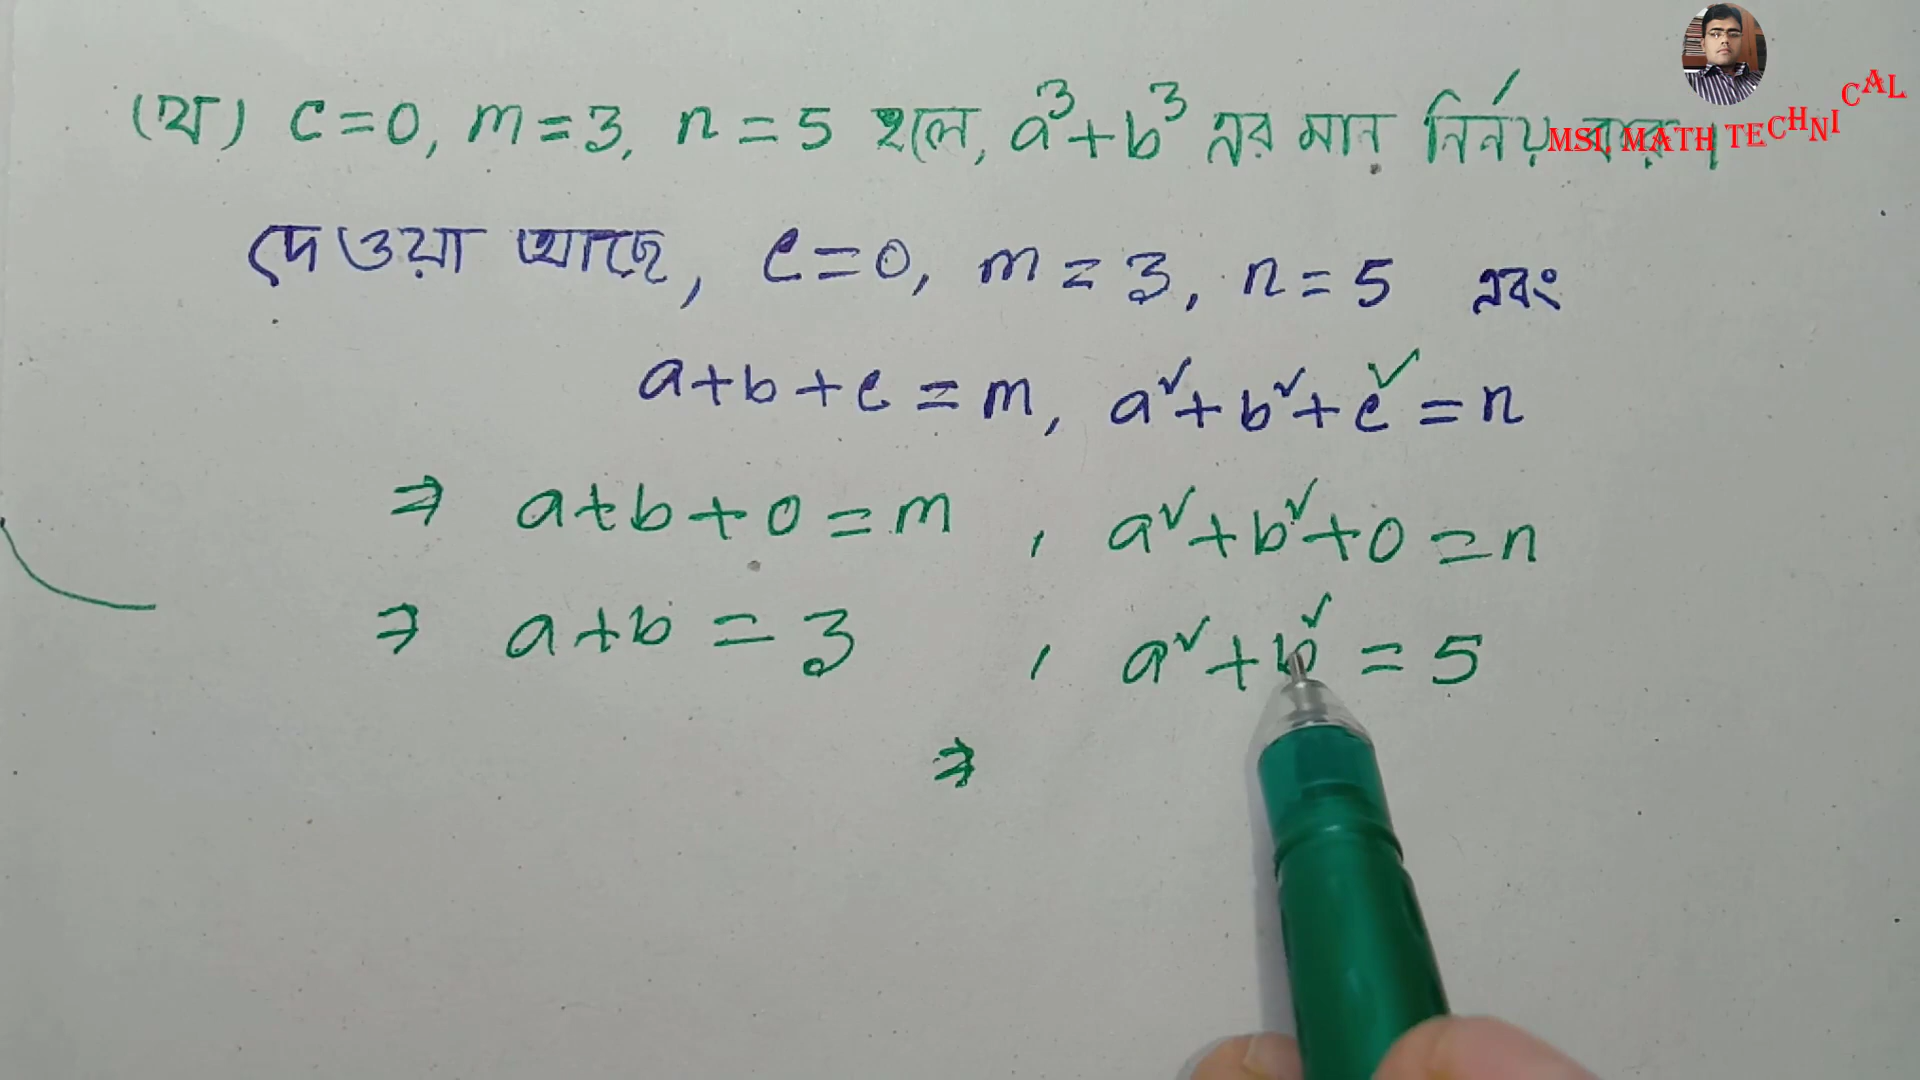 MSI MATH TECHNICAL
(খ) c=0, m=3, n=5 হলে, a³+b³ এর মান নির্নয় কর।
দেওয়া আছে, c=0, m=3, n=5 এবং
a+b+c=m, a²+b²+c²=n
⇒ a+b+0=m, a²+b²+0=n
⇒ a+b=3, a²+b²=5
⇒